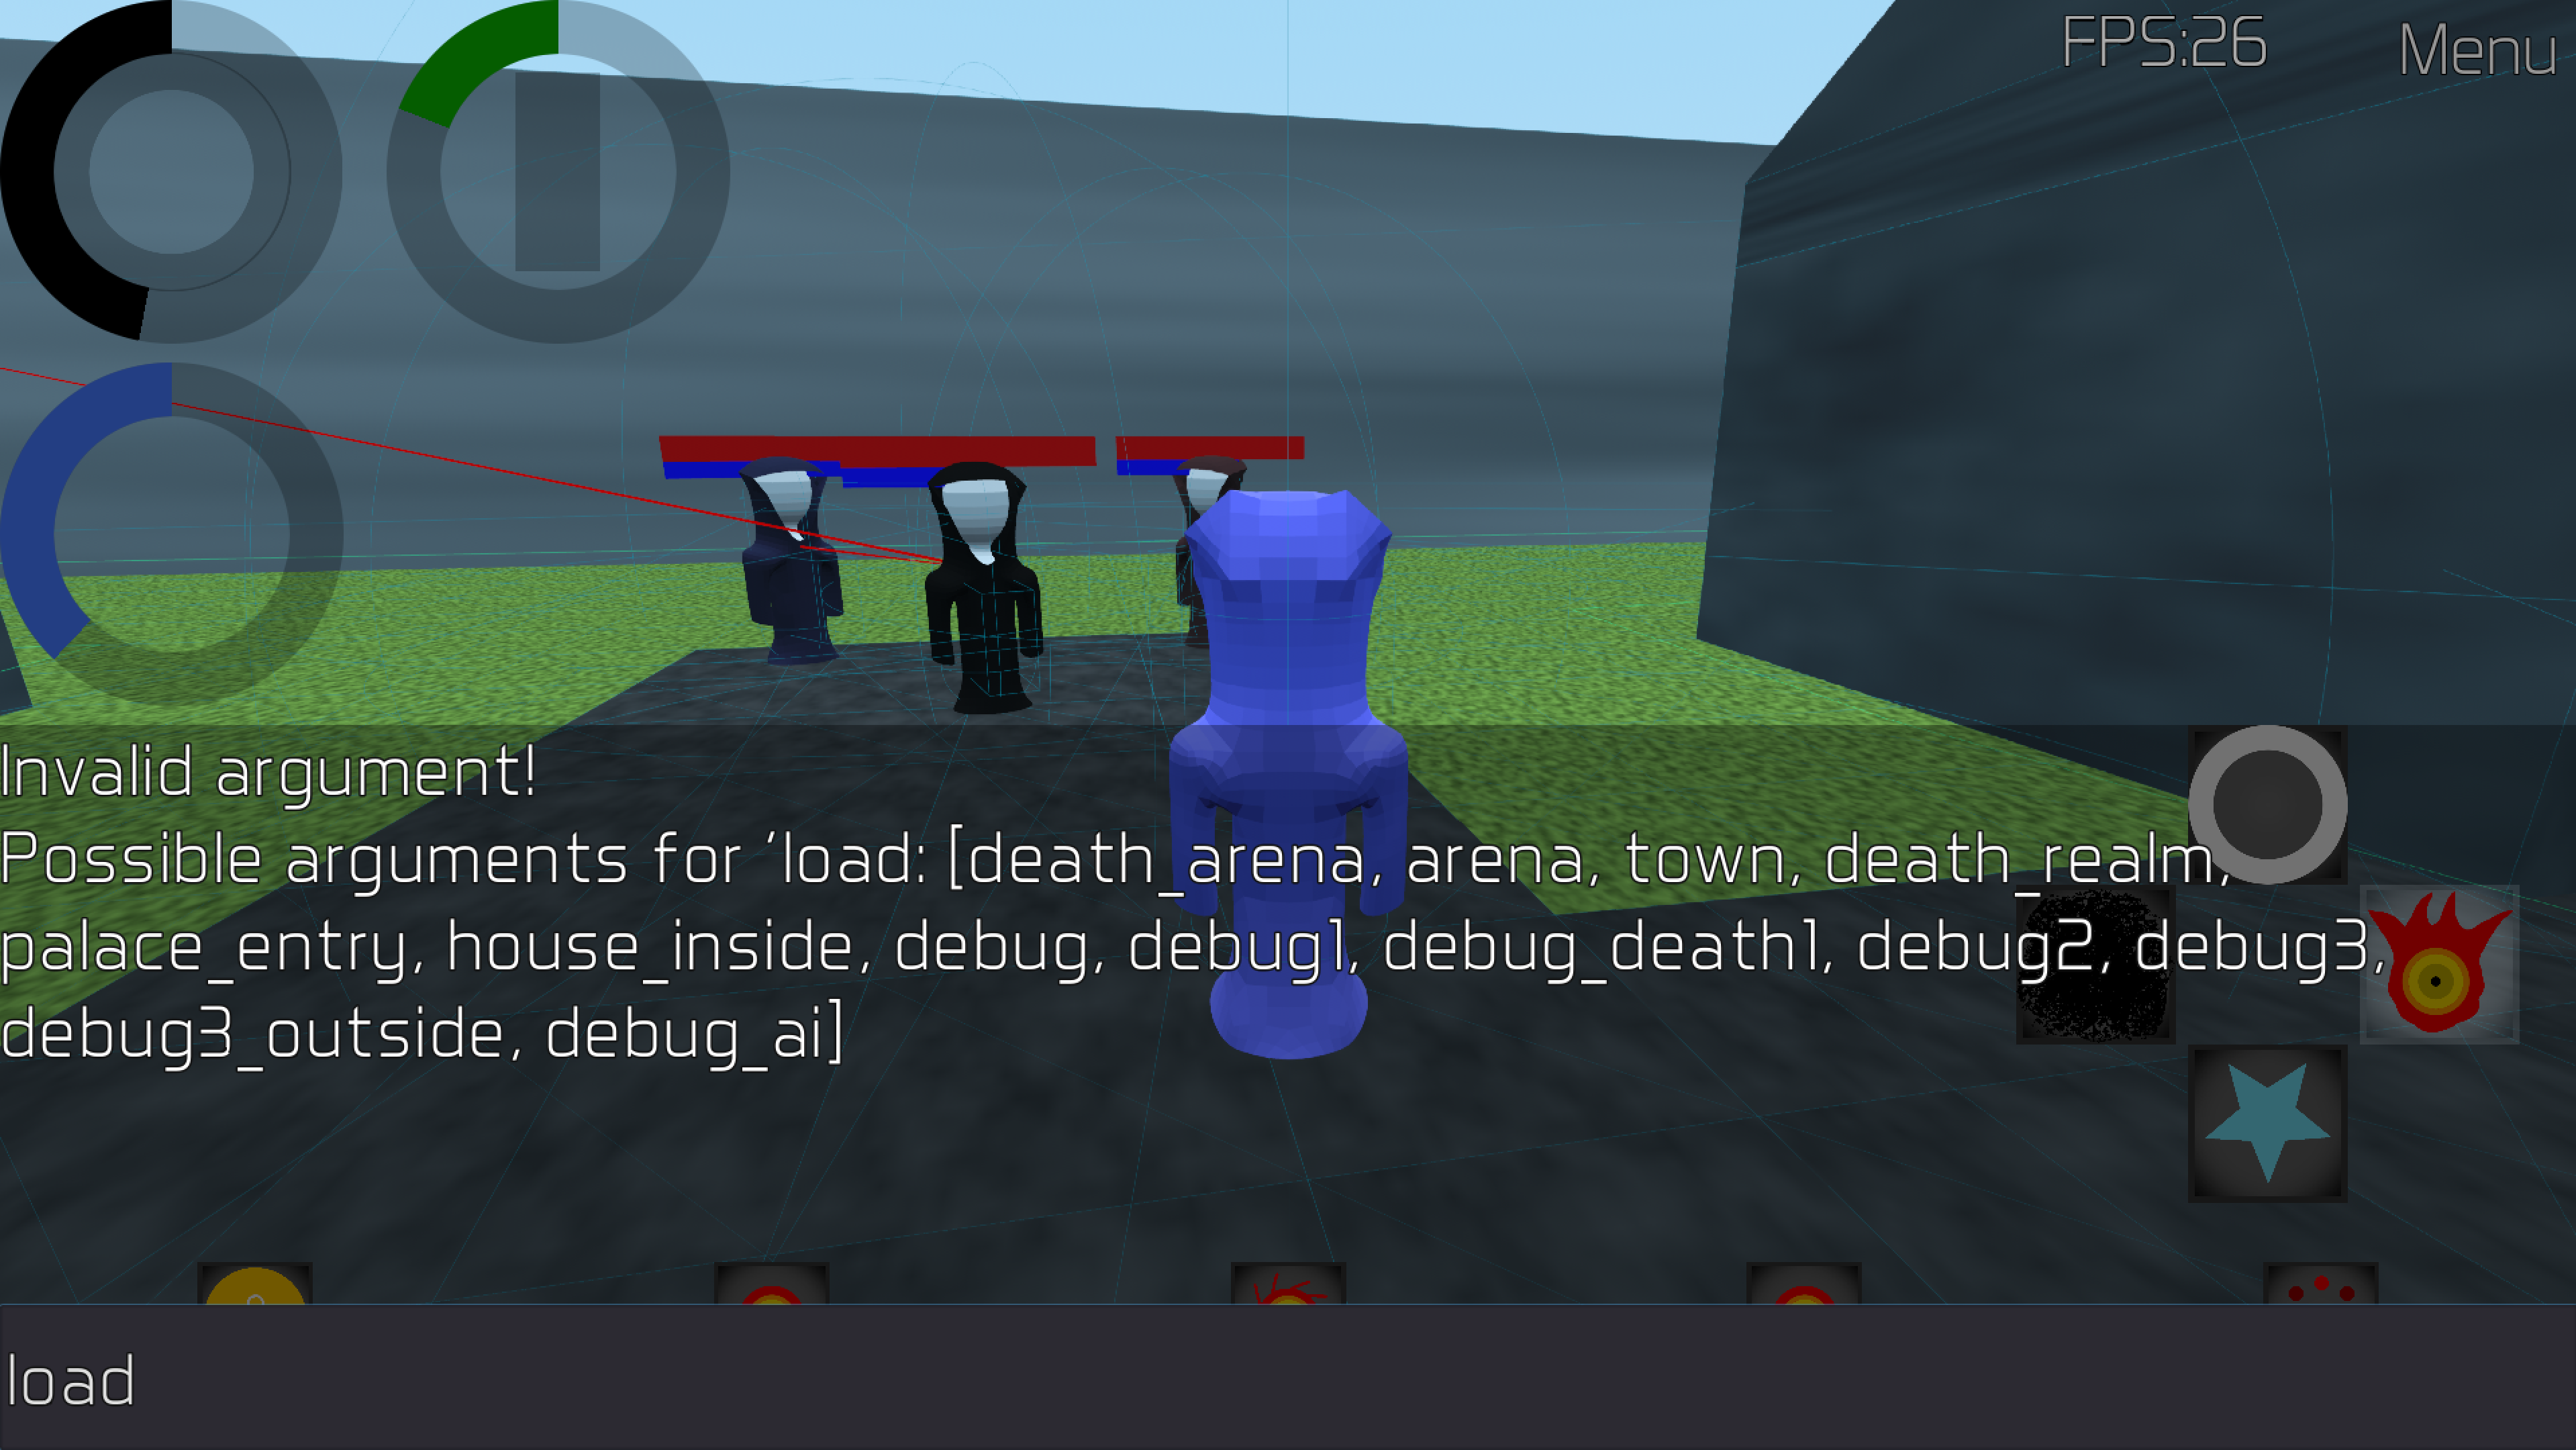 FPS:26
Menu
Invalid argument!
Possible arguments for 'load: [death_arena, arena, town, death_realm,
palace_entry, house_inside, debug, debug1, debug_death1, debug2, debug3,
debug3_outside, debug_ai]
load